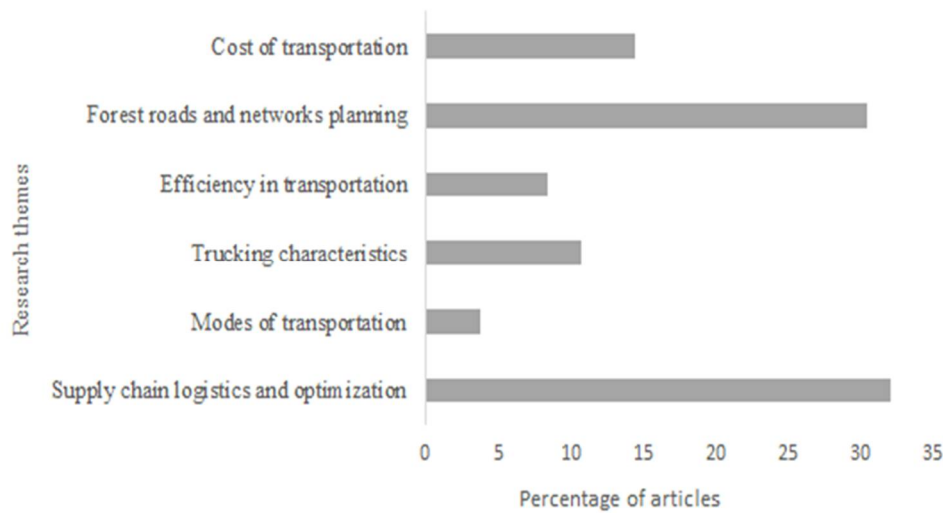 Cost of transportation
Forest roads and networks planning
Efficiency in transportation
Trucking characteristics
Modes of transportation
Supply chain logistics and optimization
Research themes
0 5 10 15 20 25 30 35
Percentage of articles